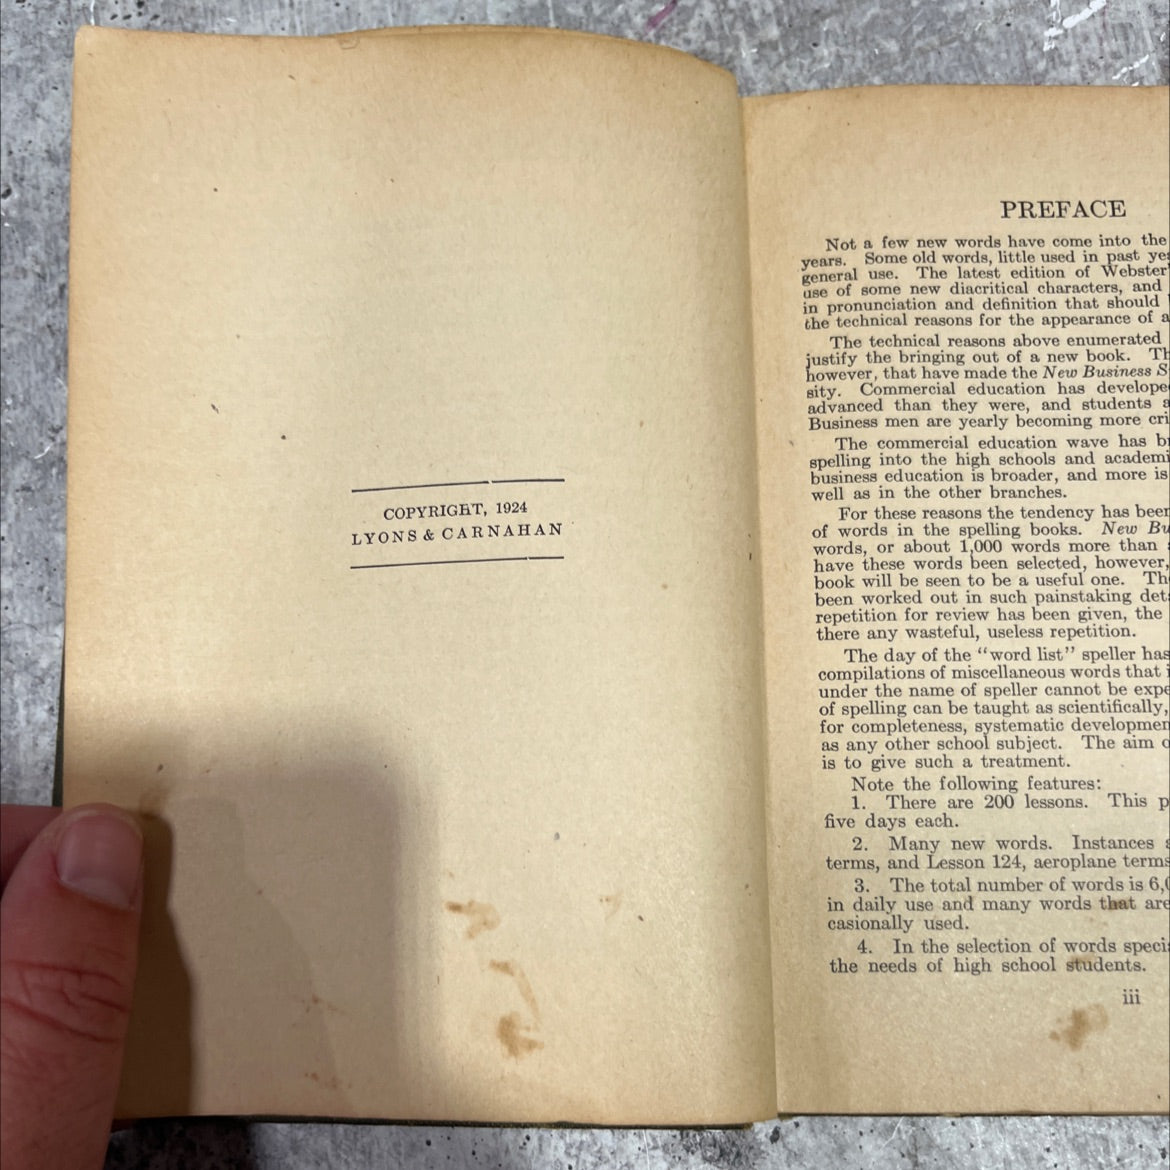 COPYRIGHT, 1924
LYONS & CARNAHAN
PREFACE
Not a few new words have come into the
years. Some old words, little used in past
general use. The latest edition of Webster'
use of some new diacritical characters, and
in pronunciation and definition that should
the technical reasons for the appearance of a
The technical reasons above enumerated
justify the bringing out of a new book.
however, that have made the New Business
sity. Commercial education has develope
advanced than they were, and students
Business men are yearly becoming more
The commercial education wave has
spelling into the high schools and academi
business education is broader, and more is
well as in the other branches.
For these reasons the tendency has been
of words in the spelling books. New
words, or about 1,000 words more than
have these words been selected, however,
book will be seen to be a useful one.
been worked out in such painstaking
repetition for review has been given, the
there any wasteful, useless repetition.
The day of the "word list" speller has
compilations of miscellaneous words that
under the name of speller cannot be
of spelling can be taught as scientifically,
for completeness, systematic developmen
as any other school subject. The aim
is to give such a treatment.
Note the following features:
1. There are 200 lessons. This
five days each.
2. Many new words. Instances
terms, and Lesson 124, aeroplane terms
3. The total number of words is
in daily use and many words that are
casionally used.
4. In the selection of words
the needs of high school students.
iii